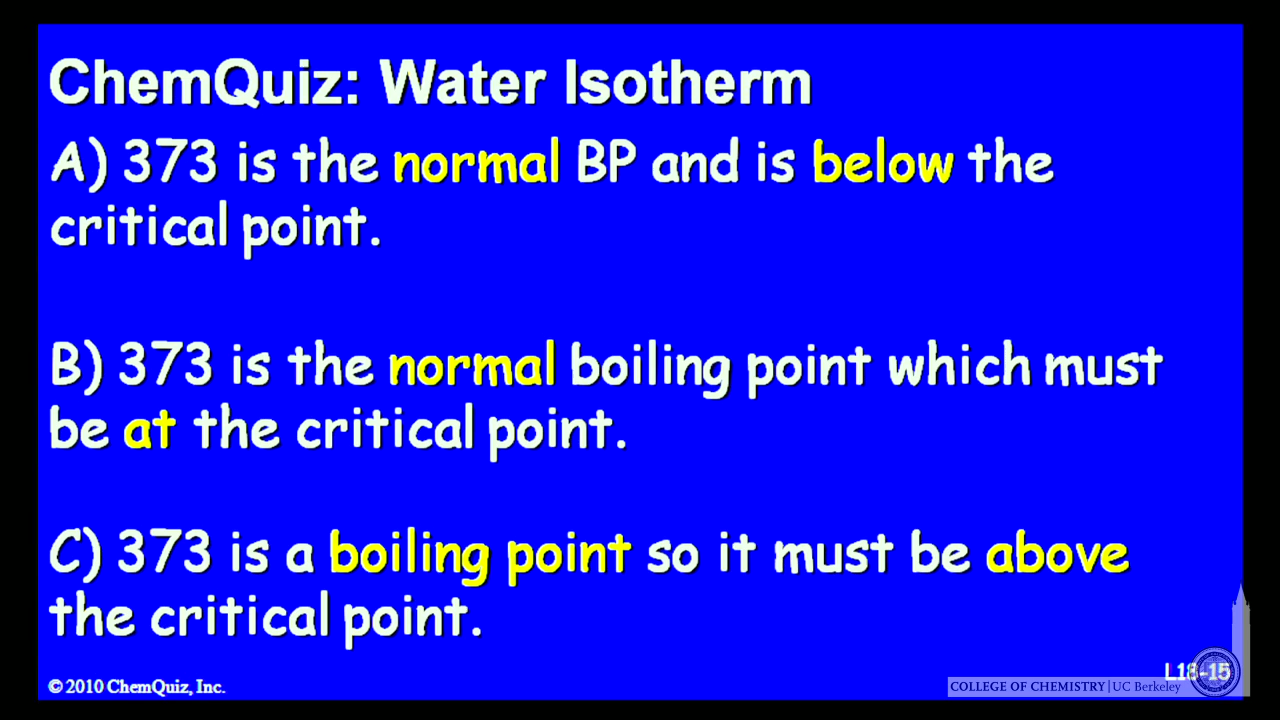 ChemQuiz: Water Isotherm
A) 373 is the normal BP and is below the
critical point.
B) 373 is the normal boiling point which must
be at the critical point.
C) 373 is a boiling point so it must be above
the critical point.
L18-15
© 2010 ChemQuiz, Inc.
COLLEGE OF CHEMISTRY | UC Berkeley